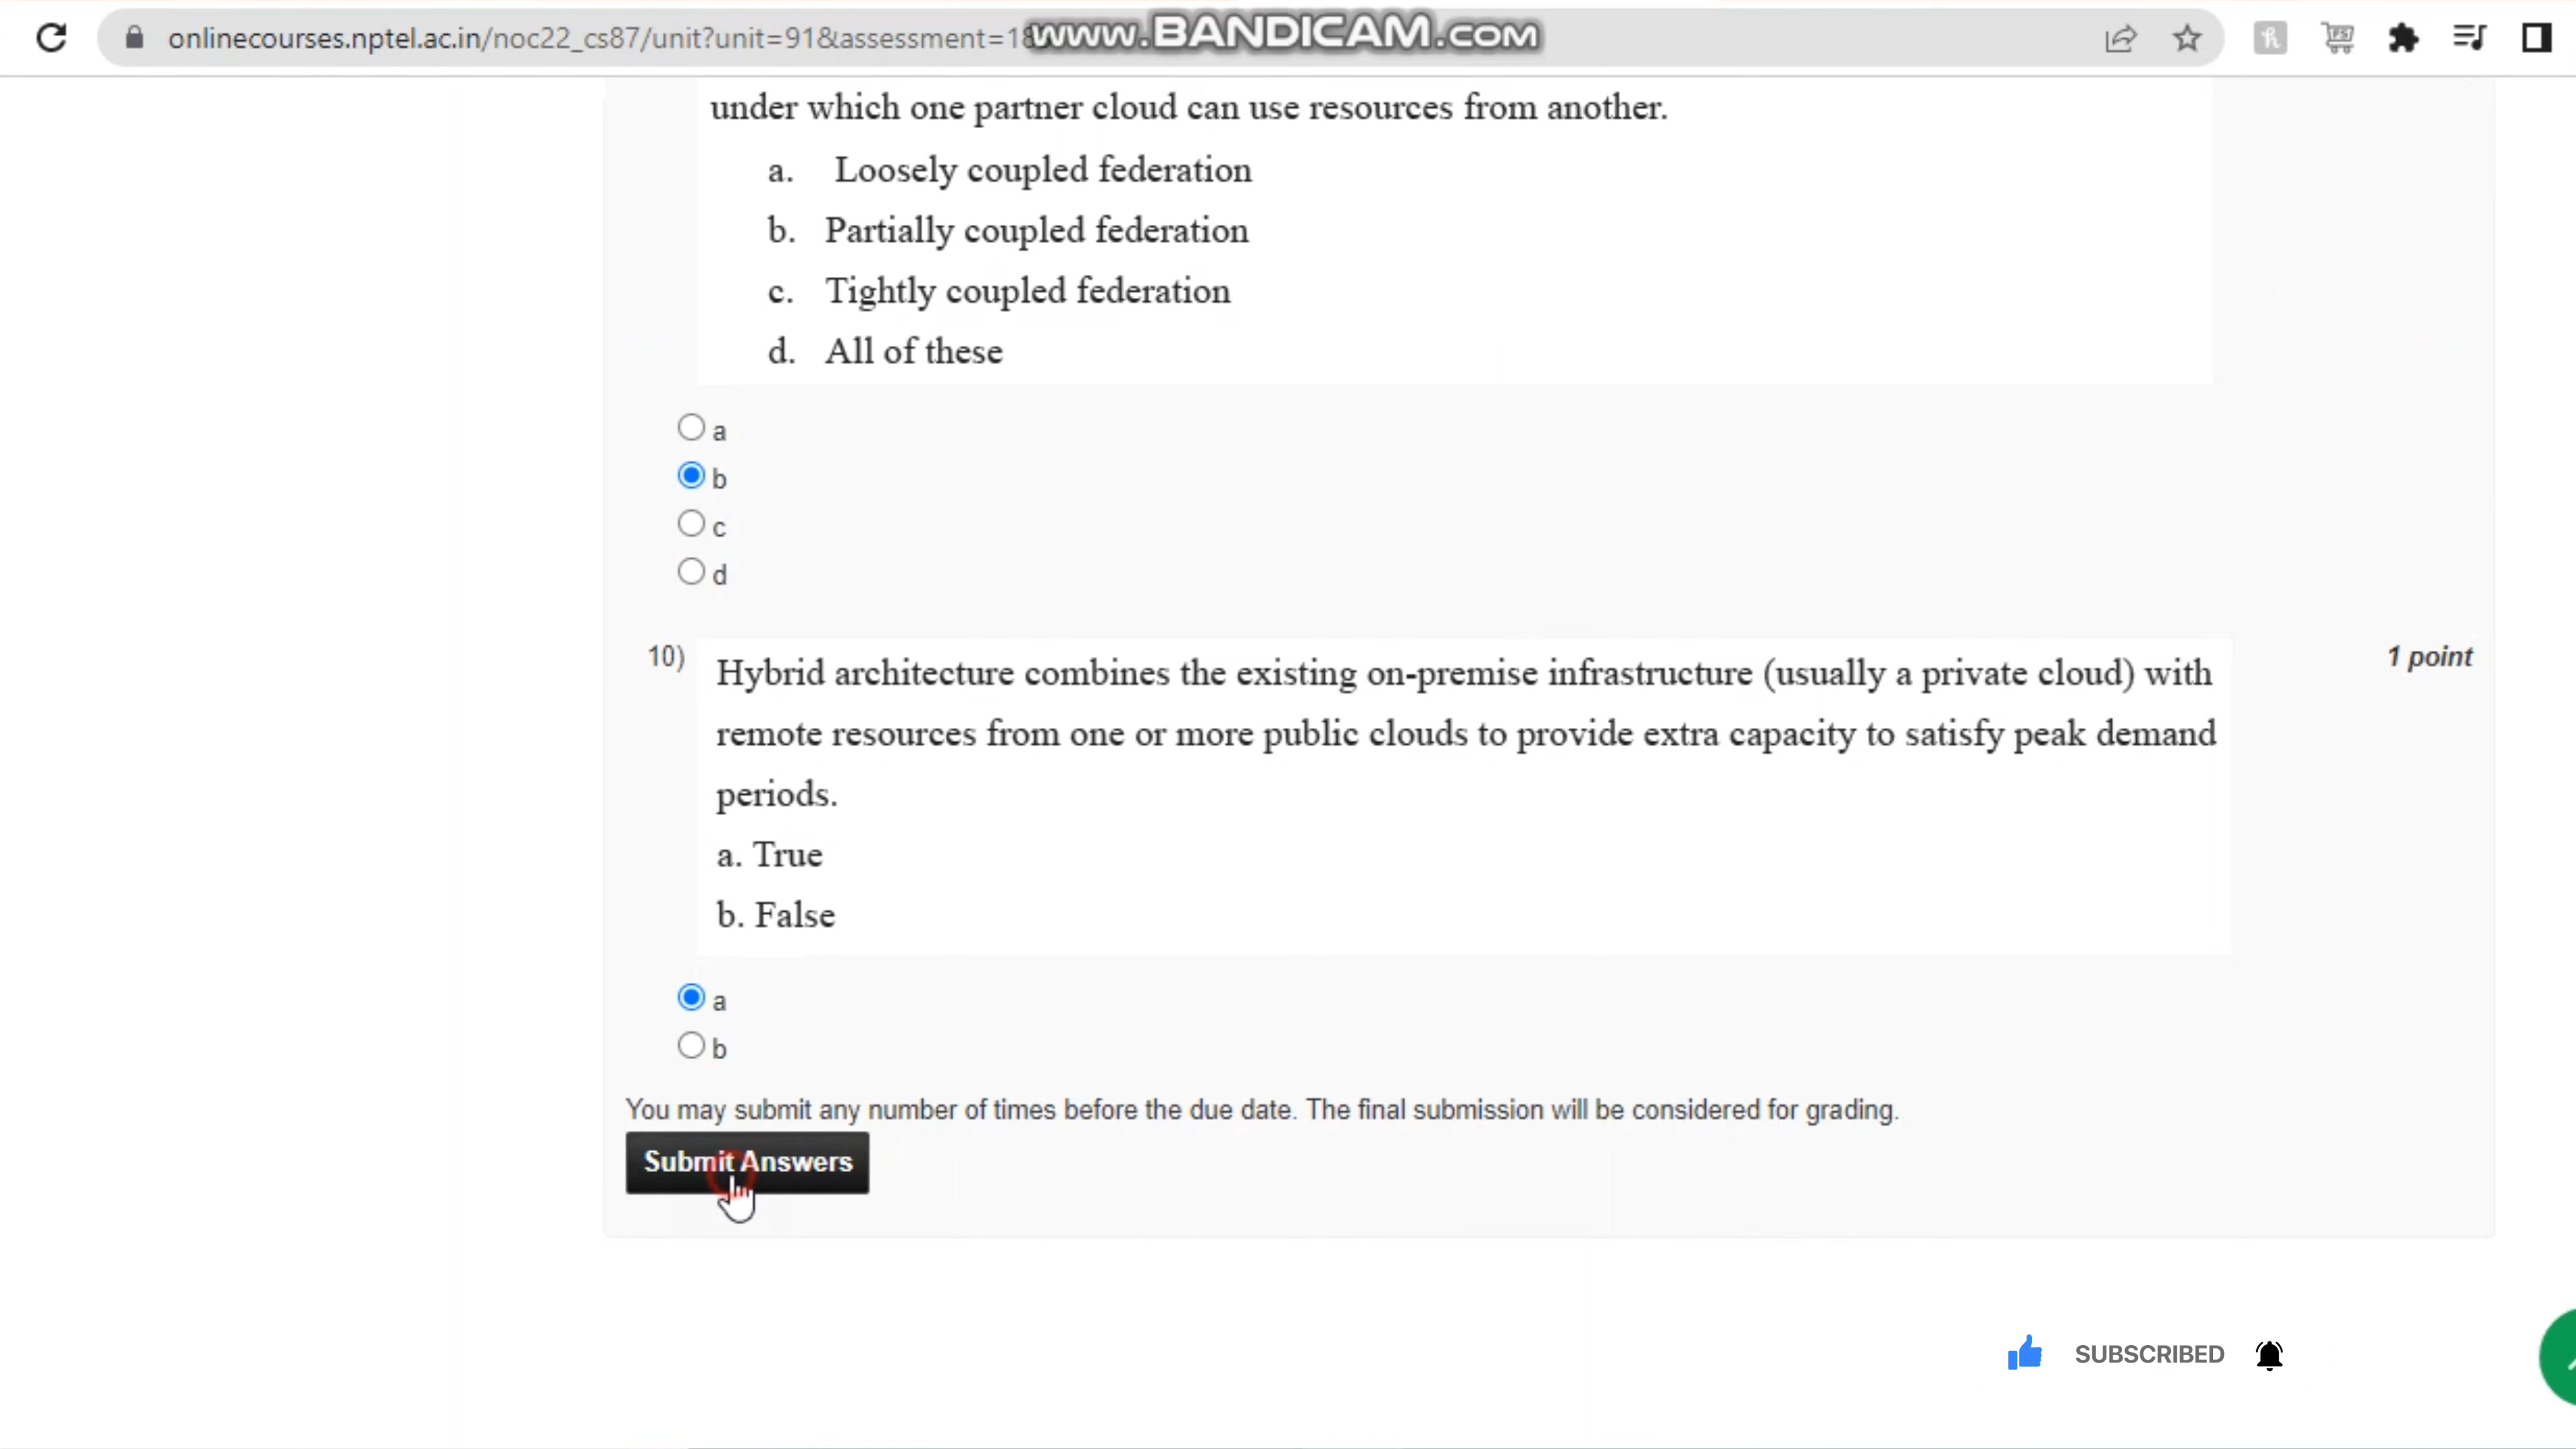 onlinecourses.nptel.ac.in/noc22_cs87/unit?unit=91&assessment=18
www.BANDICAM.com
under which one partner cloud can use resources from another.
a. Loosely coupled federation
b. Partially coupled federation
c. Tightly coupled federation
d. All of these
a
b
c
d
10)
1 point
Hybrid architecture combines the existing on-premise infrastructure (usually a private cloud) with
remote resources from one or more public clouds to provide extra capacity to satisfy peak demand
periods.
a. True
b. False
a
b
You may submit any number of times before the due date. The final submission will be considered for grading.
Submit Answers
SUBSCRIBED